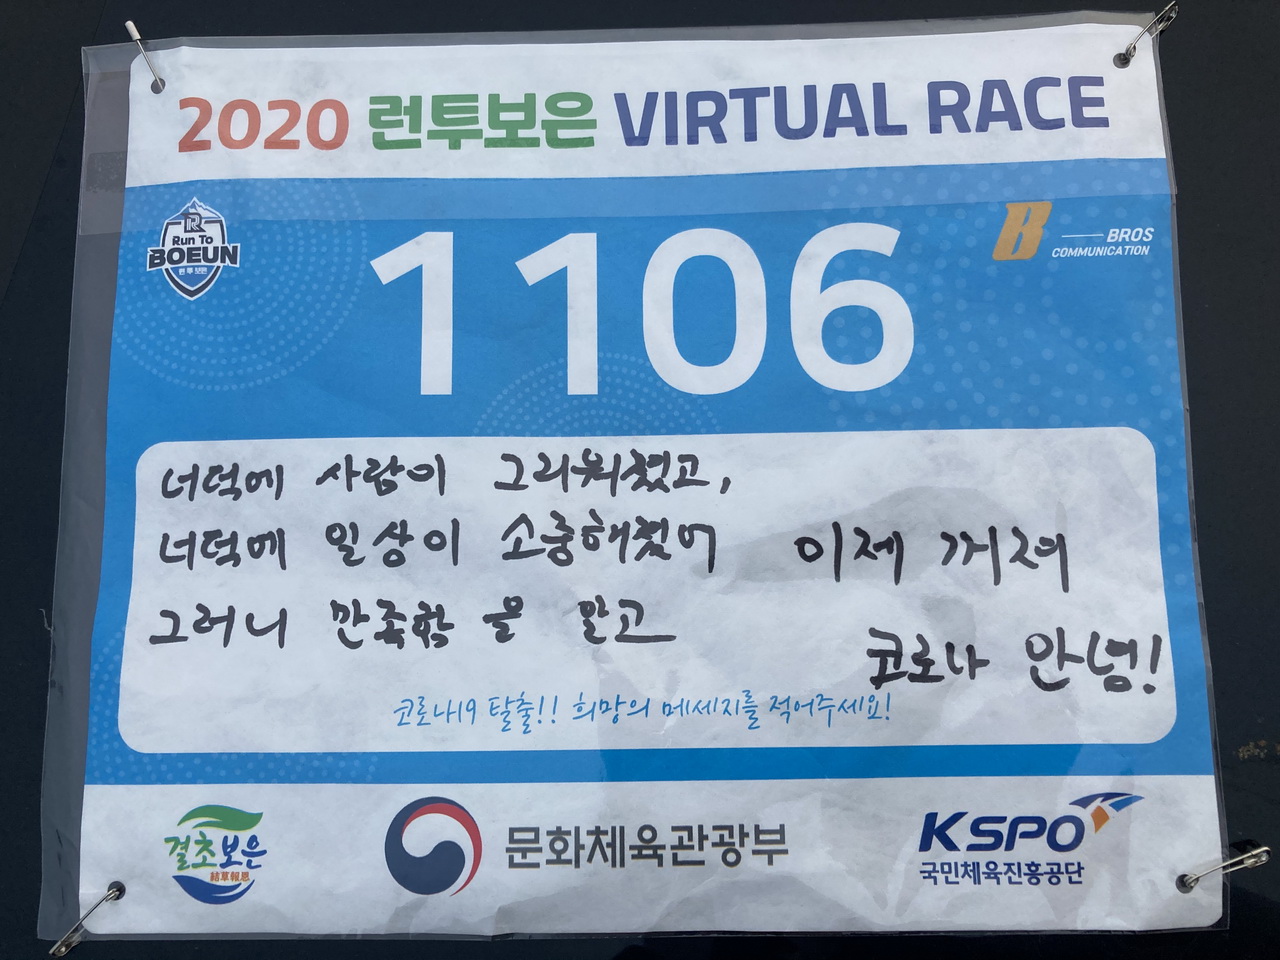 2020 런투보은 VIRTUAL RACE
R
Run To
BOEUN
런 투 보은
1106
B BROS
COMMUNICATION
너덕에 사람이 그리워졌고,
너덕에 일상이 소중해졌어
그러니 만족함을 알고
이제 꺼져
코로나 안녕!
코로나19 탈출!! 희망의 메세지를 적어주세요!
결초보은
結草報恩
문화체육관광부
KSPO
국민체육진흥공단